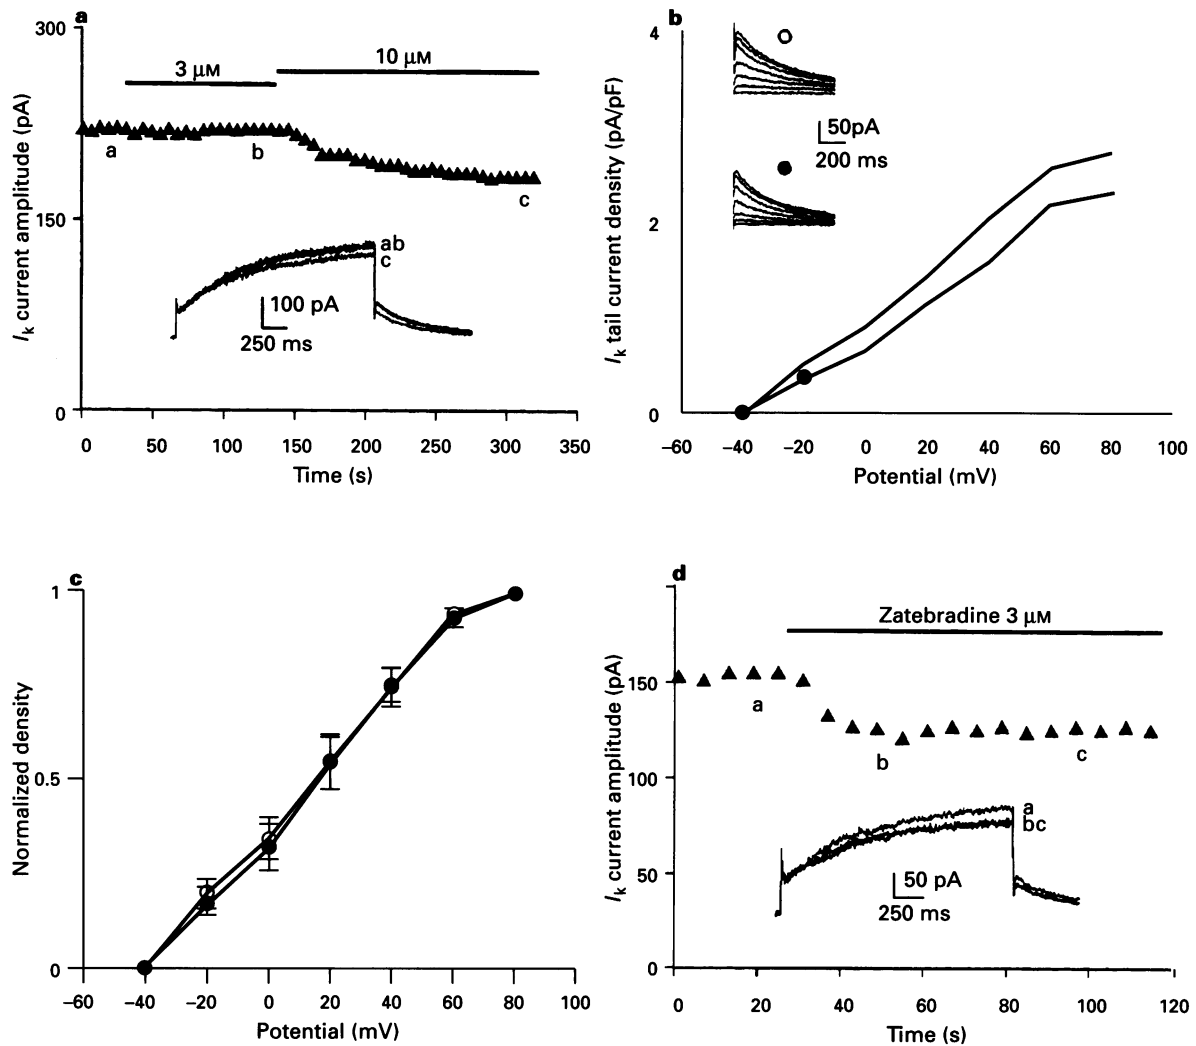 a
300
3 μM
10 μM
a
b
c
150
ab
c
100 pA
250 ms
0
0 50 100 150 200 250 300 350
Time (s)
Ik current amplitude (pA)
b
4
50pA
200 ms
2
0
−60 −40 −20 0 20 40 60 80 100
Potential (mV)
Ik tail current density (pA/pF)
c
1
0.5
0
−60 −40 −20 0 20 40 60 80 100
Potential (mV)
Normalized density
d
Zatebradine 3 μM
150
a
b
c
100
a
bc
50
50 pA
250 ms
0
0 20 40 60 80 100 120
Time (s)
Ik current amplitude (pA)